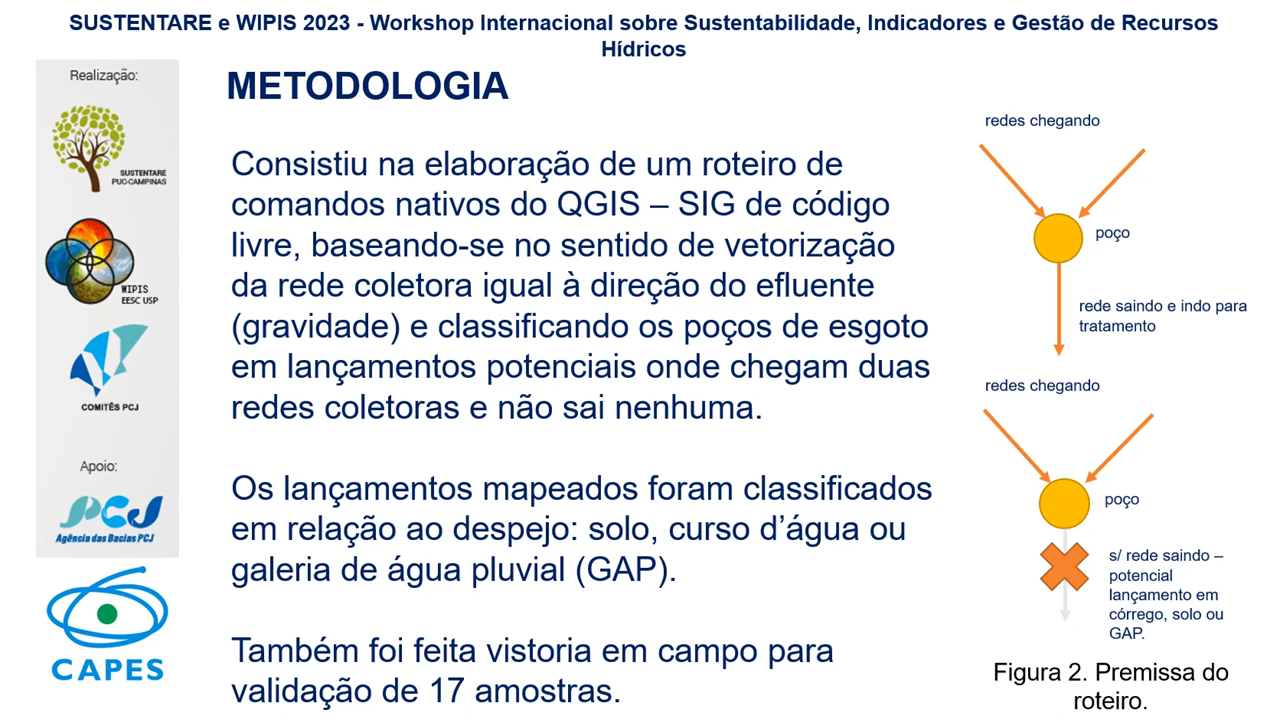 SUSTENTARE e WIPIS 2023 - Workshop Internacional sobre Sustentabilidade, Indicadores e Gestão de Recursos
Hídricos
Realização:
SUSTENTARE
PUC-CAMPINAS
WIPIS
EESC USP
COMITÊS PCJ
Apoio:
PCJ
Agência das Bacias PCJ
CAPES
METODOLOGIA
Consistiu na elaboração de um roteiro de
comandos nativos do QGIS – SIG de código
livre, baseando-se no sentido de vetorização
da rede coletora igual à direção do efluente
(gravidade) e classificando os poços de esgoto
em lançamentos potenciais onde chegam duas
redes coletoras e não sai nenhuma.
Os lançamentos mapeados foram classificados
em relação ao despejo: solo, curso d’água ou
galeria de água pluvial (GAP).
Também foi feita vistoria em campo para
validação de 17 amostras.
redes chegando
poço
rede saindo e indo para
tratamento
redes chegando
poço
s/ rede saindo –
potencial
lançamento em
córrego, solo ou
GAP.
Figura 2. Premissa do
roteiro.